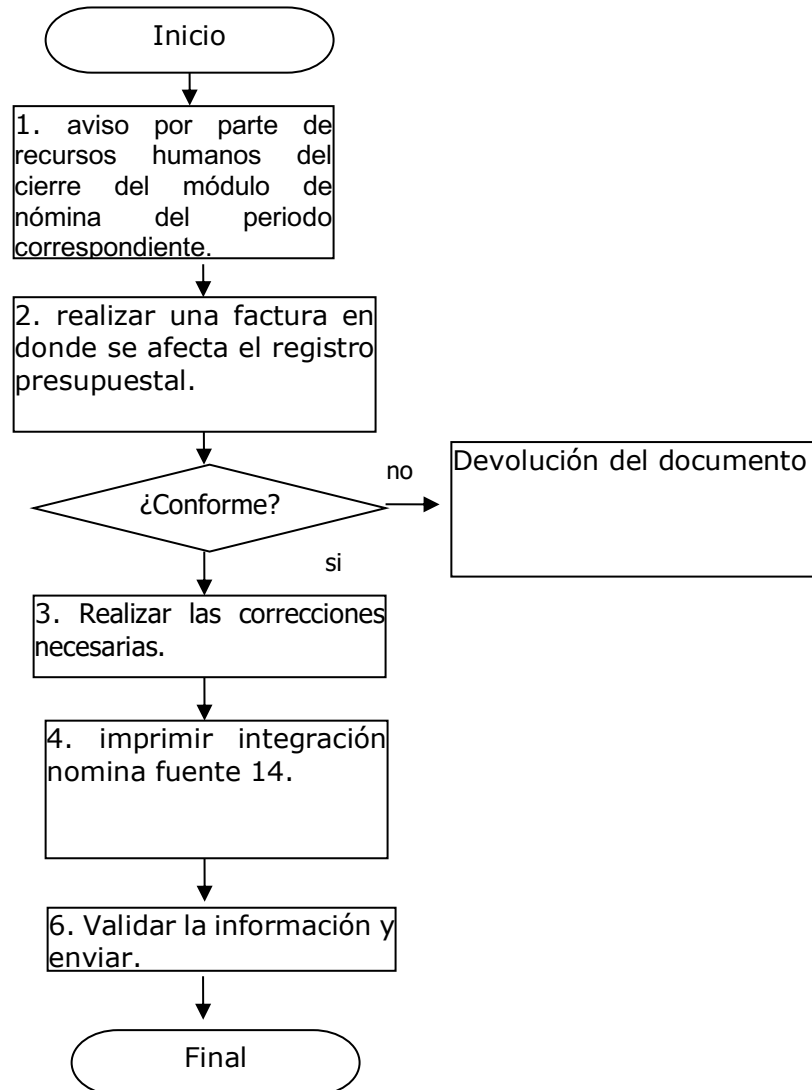 Inicio
1. aviso por parte de
recursos humanos del
cierre del módulo de
nómina del periodo
correspondiente.
2. realizar una factura en
donde se afecta el registro
presupuestal.
¿Conforme?
no
Devolución del documento
si
3. Realizar las correcciones
necesarias.
4. imprimir integración
nomina fuente 14.
6. Validar la información y
enviar.
Final